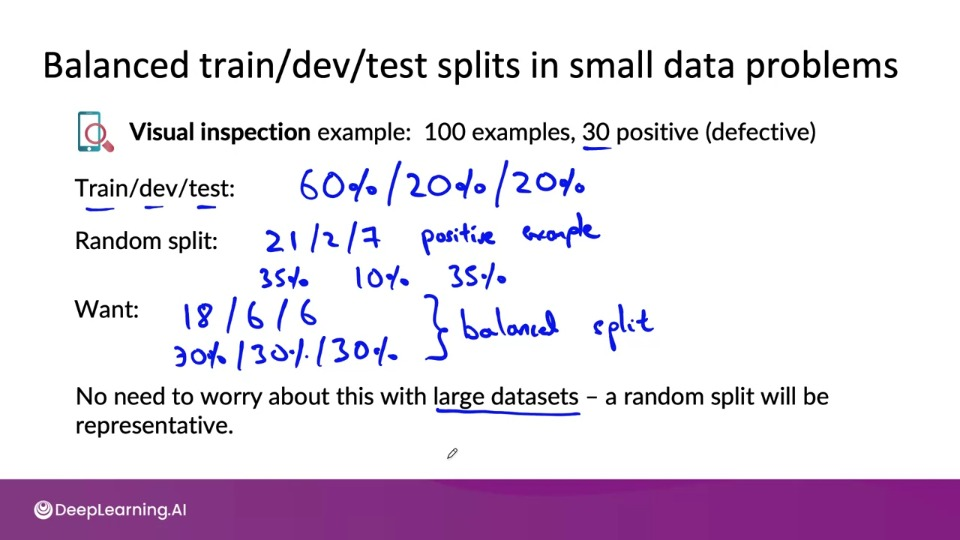 Balanced train/dev/test splits in small data problems
Visual inspection example: 100 examples, 30 positive (defective)
Train/dev/test: 60%/20%/20%
Random split: 21/2/7 positive example
35% 10% 35%
Want: 18/6/6
30%/30%/30% } balanced split
No need to worry about this with large datasets – a random split will be
representative.
DeepLearning.AI